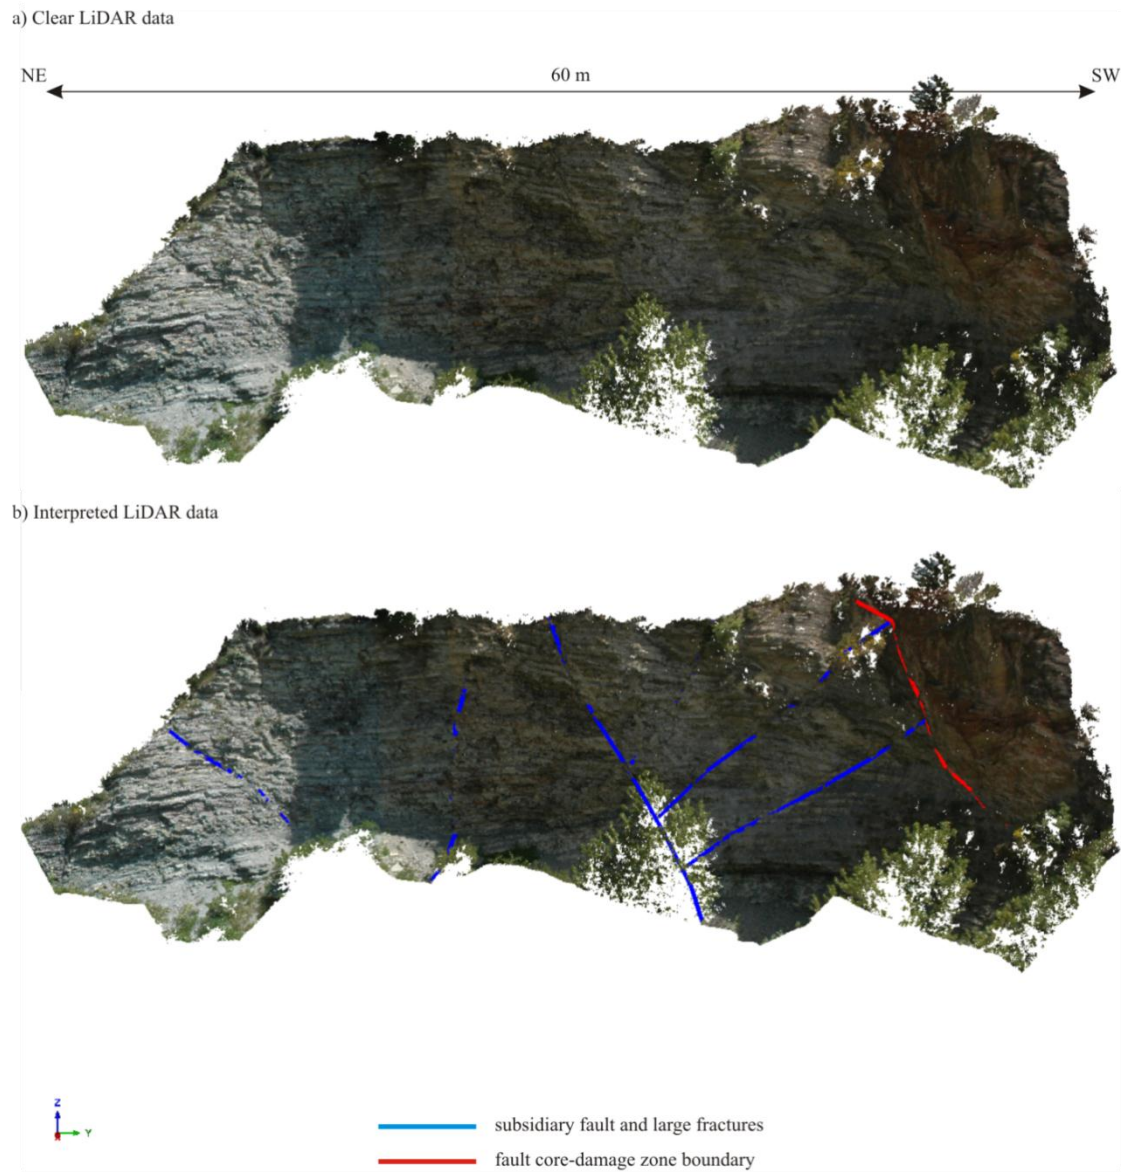 a) Clear LiDAR data
NE 60 m SW
b) Interpreted LiDAR data
Z
Y
subsidiary fault and large fractures
fault core-damage zone boundary